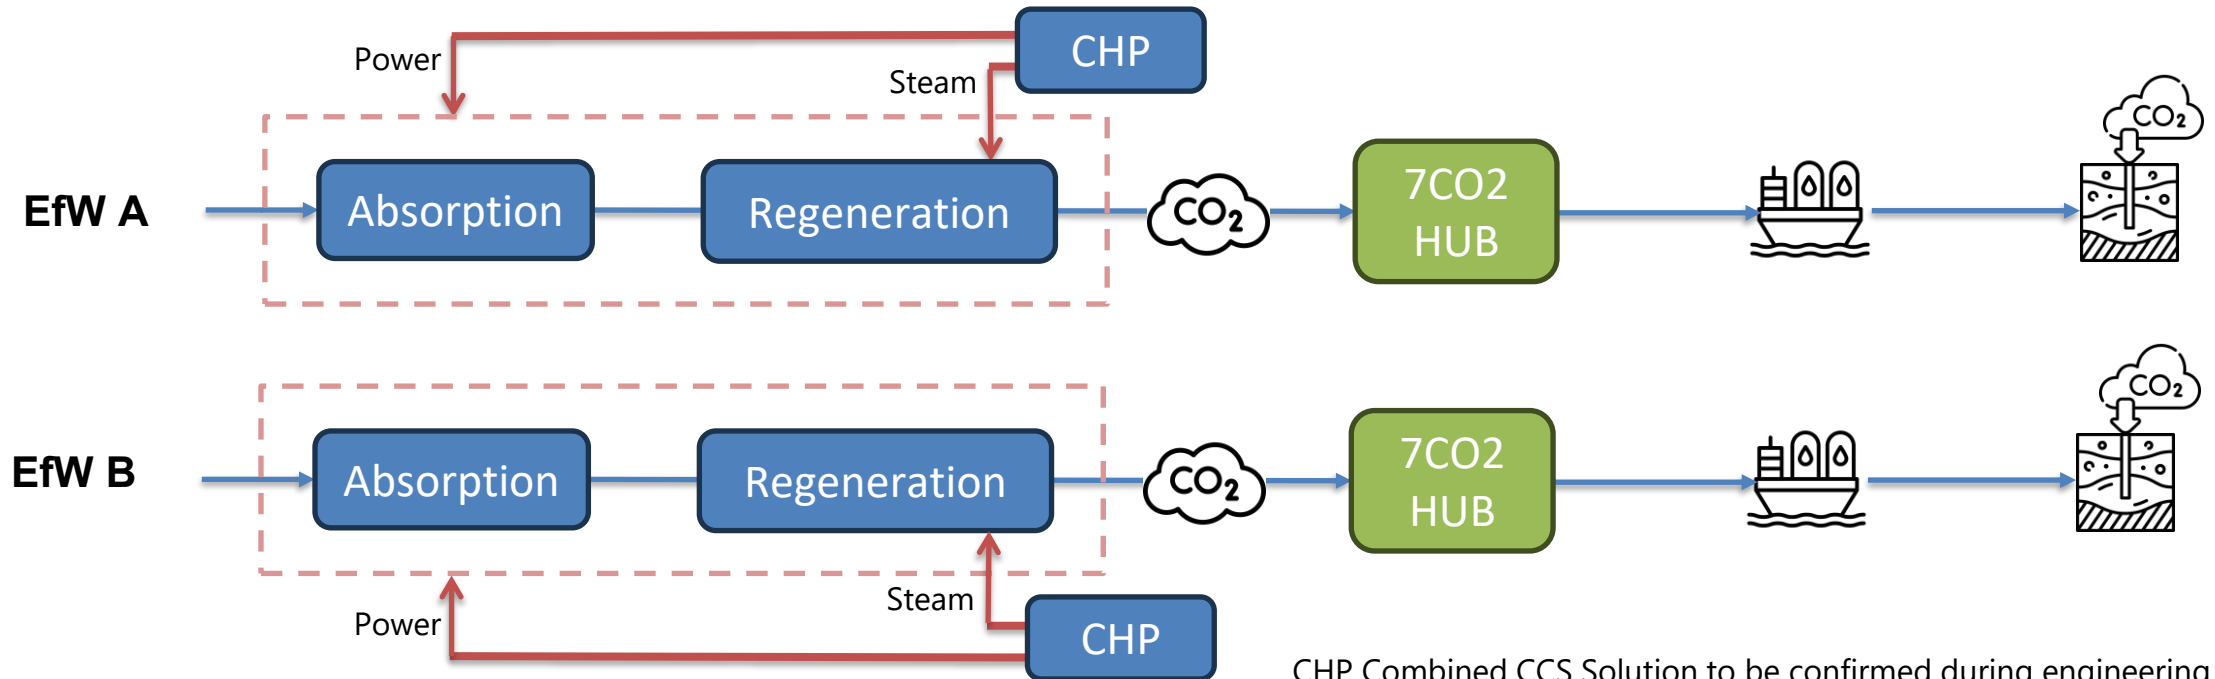 CHP
Power
Steam
CO2
EfW A
Absorption
Regeneration
CO2
7CO2
HUB
CO2
EfW B
Absorption
Regeneration
CO2
7CO2
HUB
Steam
Power
CHP
CHP Combined CCS Solution to be confirmed during engineering